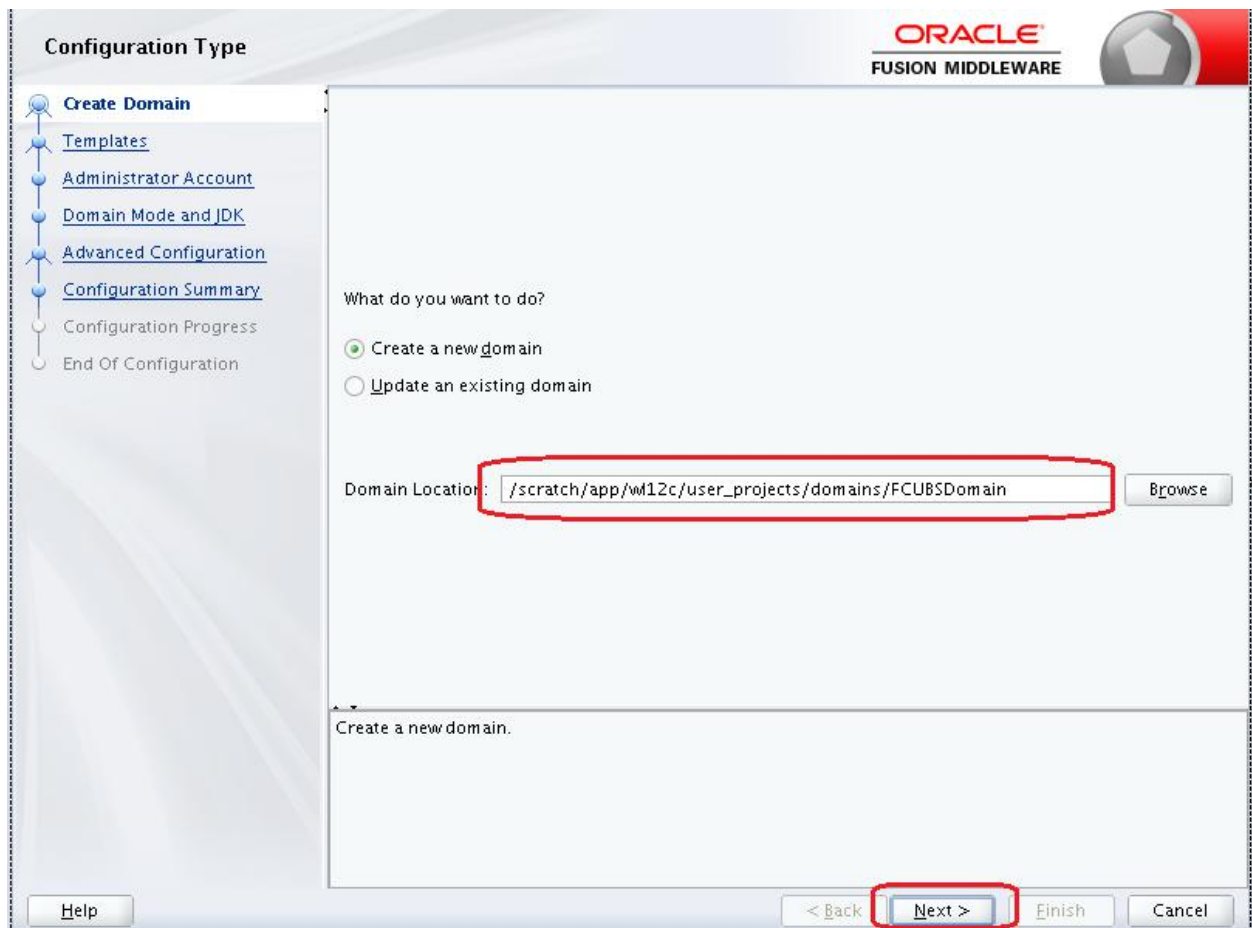 Configuration Type
ORACLE
FUSION MIDDLEWARE
Create Domain
Templates
Administrator Account
Domain Mode and JDK
Advanced Configuration
Configuration Summary
Configuration Progress
End Of Configuration
What do you want to do?
Create a new domain
Update an existing domain
Domain Location: /scratch/app/wl12c/user_projects/domains/FCUBSDomain Browse
Create a new domain.
Help < Back Next > Finish Cancel